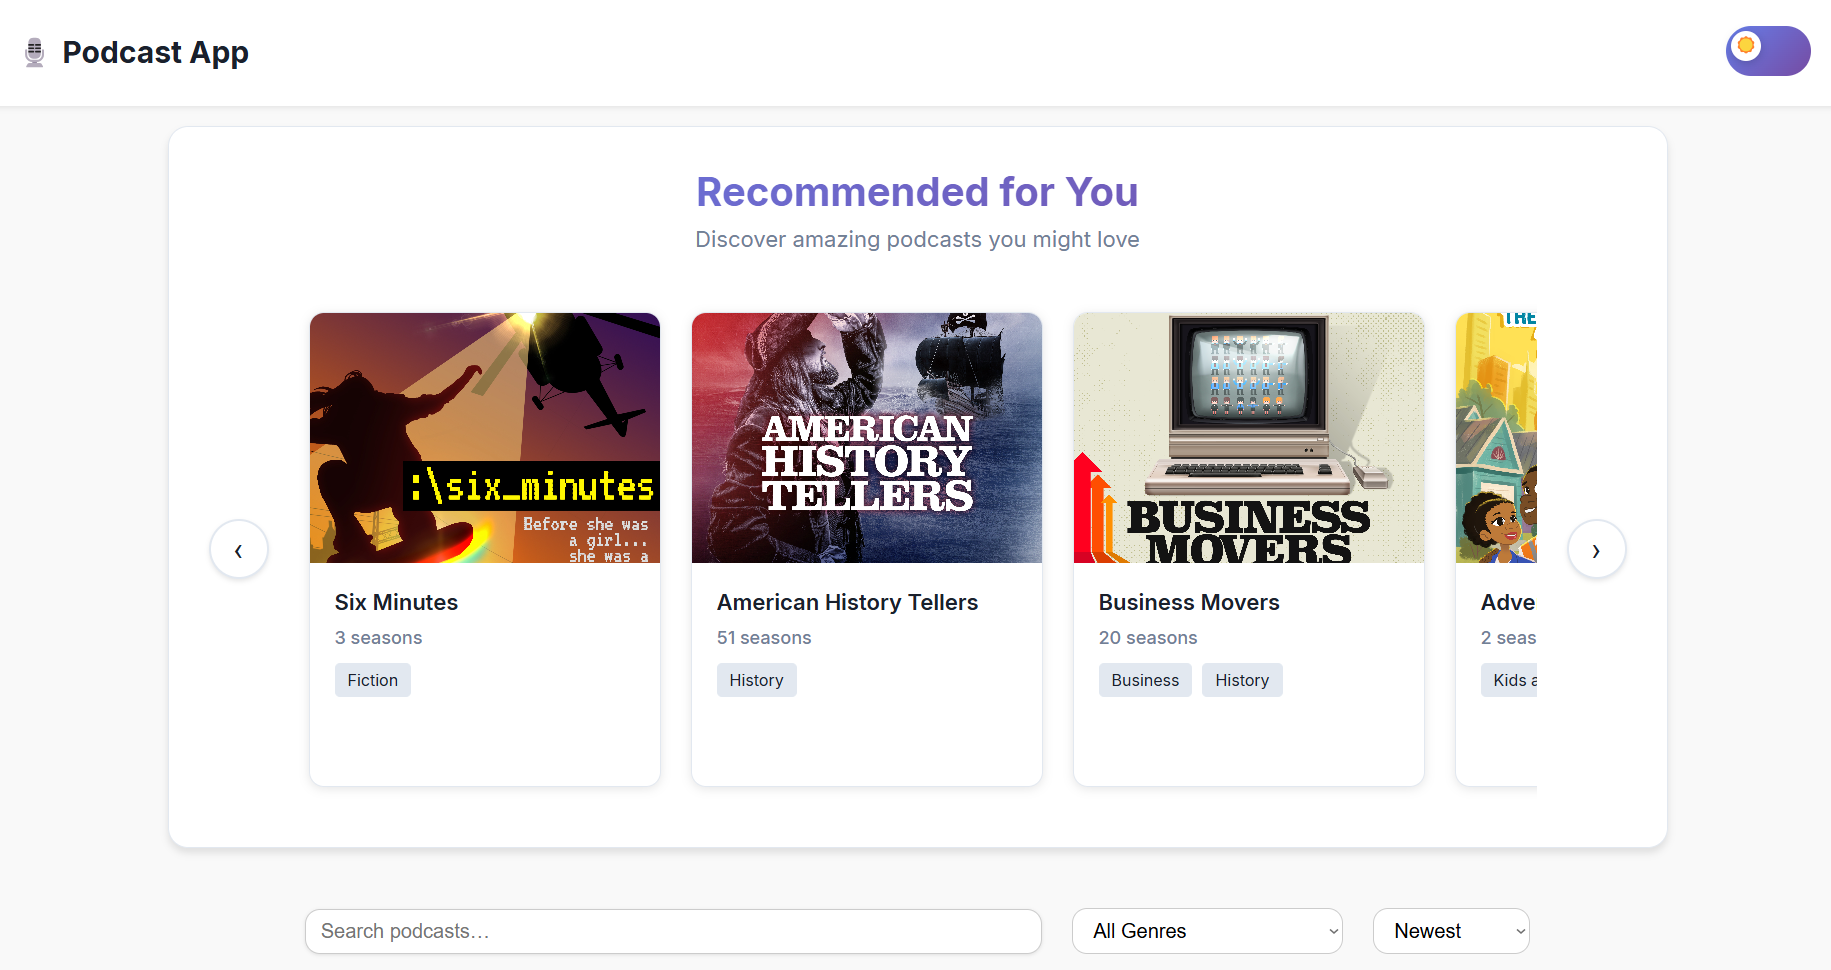 Podcast App
Recommended for You
Discover amazing podcasts you might love
:\six_minutes
Before she was
a girl...
she was a
Six Minutes
3 seasons
Fiction
AMERICAN
HISTORY
TELLERS
American History Tellers
51 seasons
History
BUSINESS
MOVERS
Business Movers
20 seasons
Business History
THE
Adve
2 seas
Kids a
‹
›
Search podcasts…
All Genres
Newest